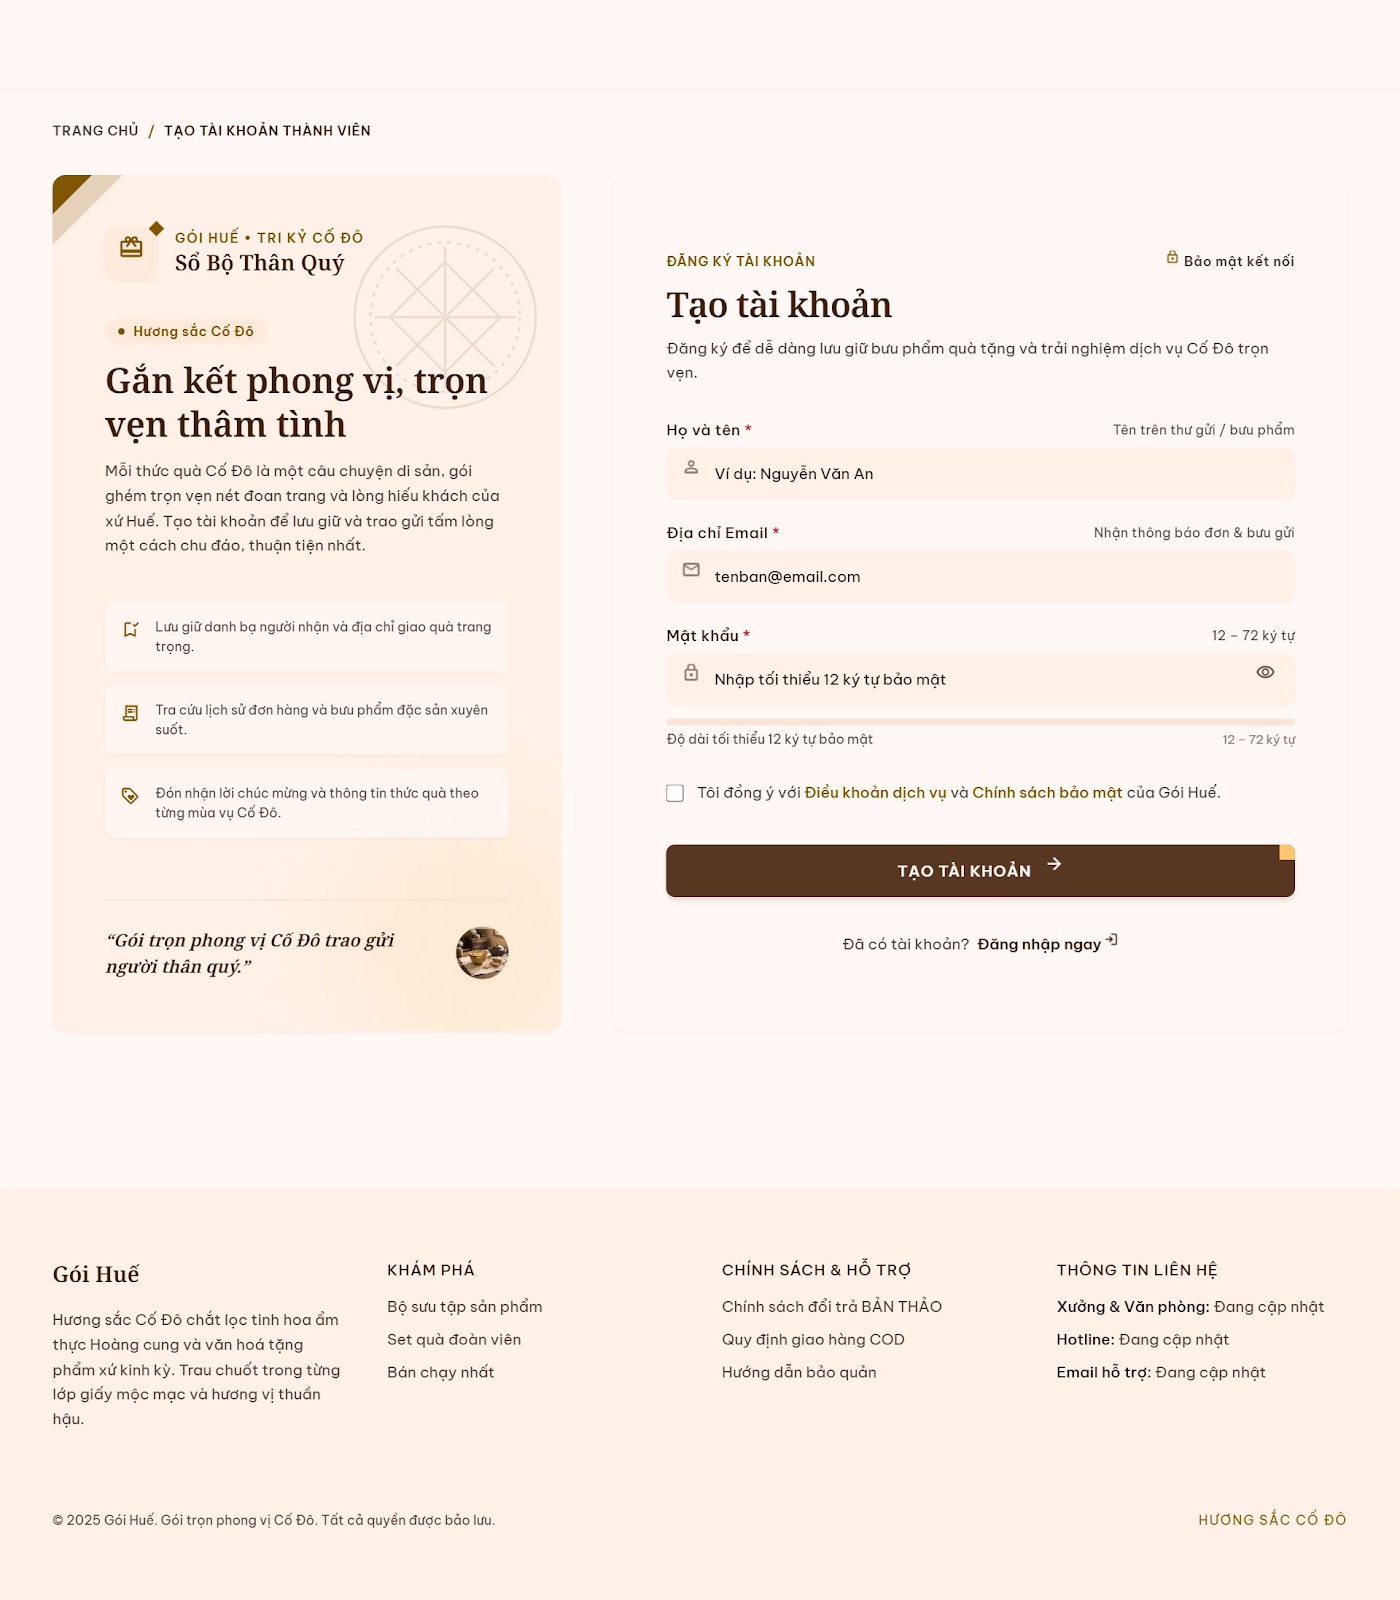 TRANG CHỦ / TẠO TÀI KHOẢN THÀNH VIÊN
GÓI HUẾ • TRI KỶ CỐ ĐÔ
Sổ Bộ Thân Quý
Hương sắc Cố Đô
Gắn kết phong vị, trọn
vẹn thâm tình
Mỗi thức quà Cố Đô là một câu chuyện di sản, gói
ghém trọn vẹn nét đoan trang và lòng hiếu khách của
xứ Huế. Tạo tài khoản để lưu giữ và trao gửi tấm lòng
một cách chu đáo, thuận tiện nhất.
Lưu giữ danh bạ người nhận và địa chỉ giao quà trang
trọng.
Tra cứu lịch sử đơn hàng và bưu phẩm đặc sản xuyên
suốt.
Đón nhận lời chúc mừng và thông tin thức quà theo
từng mùa vụ Cố Đô.
“Gói trọn phong vị Cố Đô trao gửi
người thân quý.”
ĐĂNG KÝ TÀI KHOẢN
Bảo mật kết nối
Tạo tài khoản
Đăng ký để dễ dàng lưu giữ bưu phẩm quà tặng và trải nghiệm dịch vụ Cố Đô trọn
vẹn.
Họ và tên *
Tên trên thư gửi / bưu phẩm
Ví dụ: Nguyễn Văn An
Địa chỉ Email *
Nhận thông báo đơn & bưu gửi
tenban@email.com
Mật khẩu *
12 – 72 ký tự
Nhập tối thiểu 12 ký tự bảo mật
Độ dài tối thiểu 12 ký tự bảo mật
12 – 72 ký tự
Tôi đồng ý với Điều khoản dịch vụ và Chính sách bảo mật của Gói Huế.
TẠO TÀI KHOẢN
Đã có tài khoản? Đăng nhập ngay
Gói Huế
Hương sắc Cố Đô chắt lọc tinh hoa ẩm
thực Hoàng cung và văn hoá tặng
phẩm xứ kinh kỳ. Trau chuốt trong từng
lớp giấy mộc mạc và hương vị thuần
hậu.
KHÁM PHÁ
Bộ sưu tập sản phẩm
Set quà đoàn viên
Bán chạy nhất
CHÍNH SÁCH & HỖ TRỢ
Chính sách đổi trả BẢN THẢO
Quy định giao hàng COD
Hướng dẫn bảo quản
THÔNG TIN LIÊN HỆ
Xưởng & Văn phòng: Đang cập nhật
Hotline: Đang cập nhật
Email hỗ trợ: Đang cập nhật
© 2025 Gói Huế. Gói trọn phong vị Cố Đô. Tất cả quyền được bảo lưu.
HƯƠNG SẮC CỐ ĐÔ